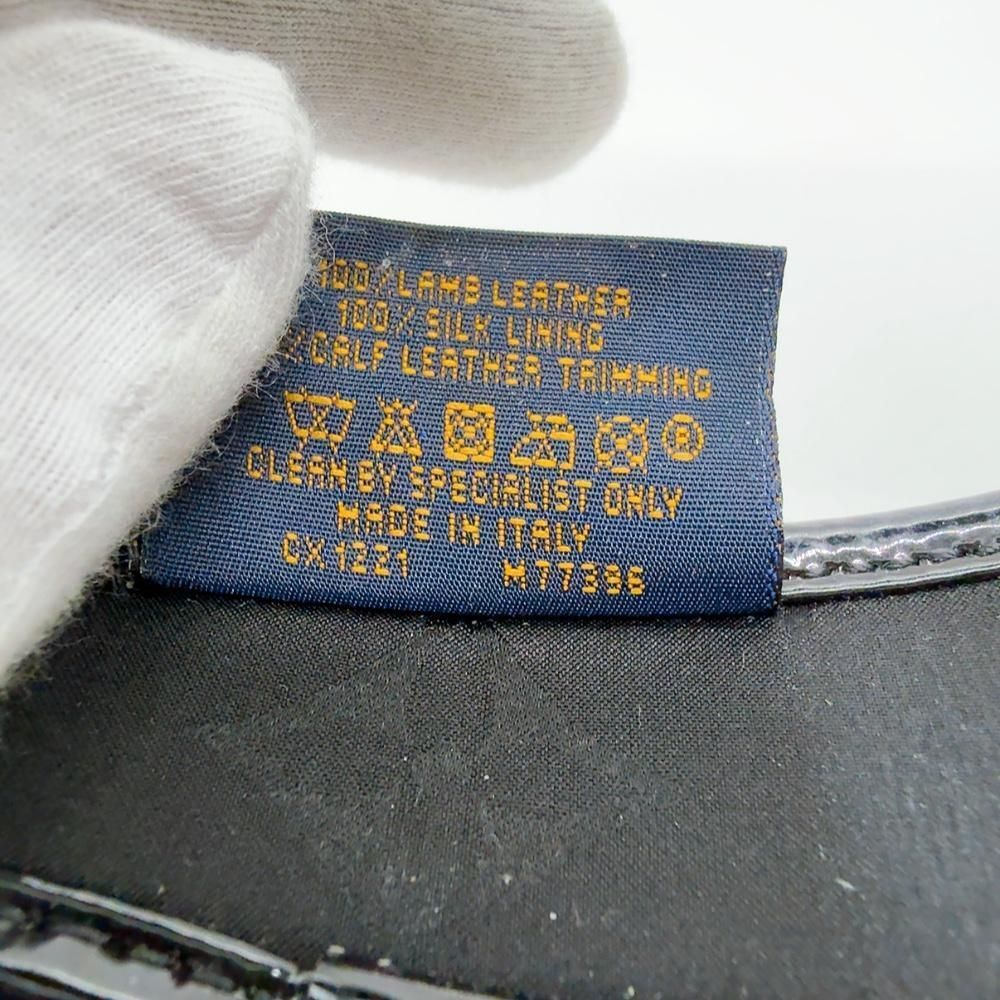 100% LAMB LEATHER
100% SILK LINING
% CALF LEATHER TRIMMING
CLEAN BY SPECIALIST ONLY
MADE IN ITALY
CX1221 M77396